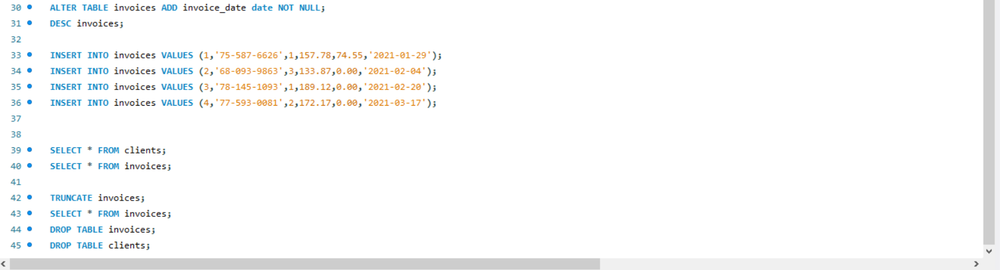 30 ALTER TABLE invoices ADD invoice_date date NOT NULL;
31 DESC invoices;
32
33 INSERT INTO invoices VALUES (1,'75-587-6626',1,157.78,74.55,'2021-01-29');
34 INSERT INTO invoices VALUES (2,'68-093-9863',3,133.87,0.00,'2021-02-04');
35 INSERT INTO invoices VALUES (3,'78-145-1093',1,189.12,0.00,'2021-02-20');
36 INSERT INTO invoices VALUES (4,'77-593-0081',2,172.17,0.00,'2021-03-17');
37
38
39 SELECT * FROM clients;
40 SELECT * FROM invoices;
41
42 TRUNCATE invoices;
43 SELECT * FROM invoices;
44 DROP TABLE invoices;
45 DROP TABLE clients;